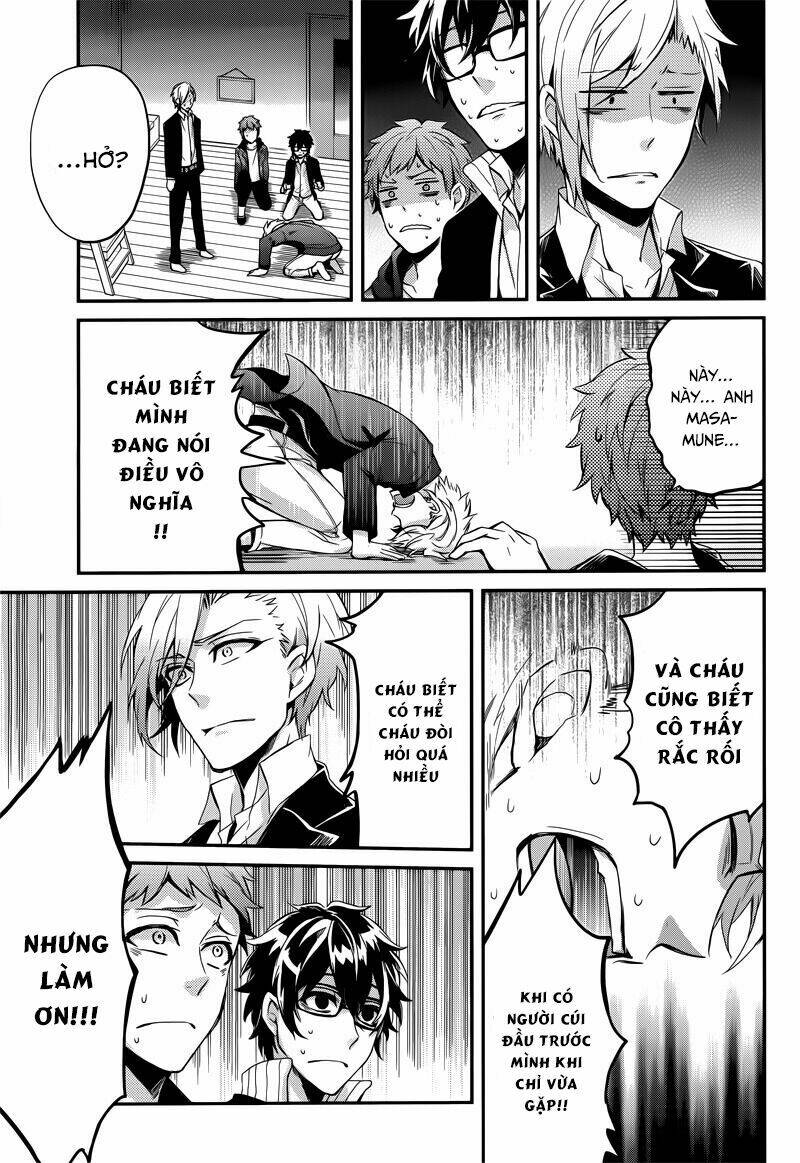 ...HỞ?
NÀY...
NÀY... ANH
MASA-
MUNE...
CHÁU BIẾT
MÌNH
ĐANG NÓI
ĐIỀU VÔ
NGHĨA
!!
VÀ CHÁU
CŨNG BIẾT
CÔ THẤY
RẮC RỐI
KHI CÓ
NGƯỜI CÚI
ĐẦU TRƯỚC
MÌNH KHI
CHỈ VỪA
GẶP!!
CHÁU BIẾT
CÓ THỂ
CHÁU ĐÒI
HỎI QUÁ
NHIỀU
NHƯNG
LÀM
ƠN!!!